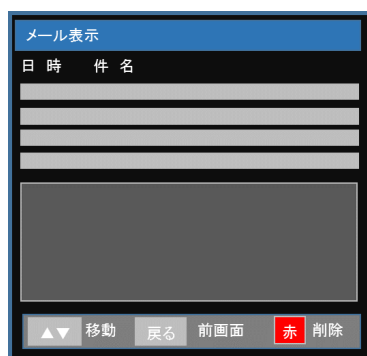 メール表示
日 時 件 名
▲▼ 移動 戻る 前画面 赤 削除